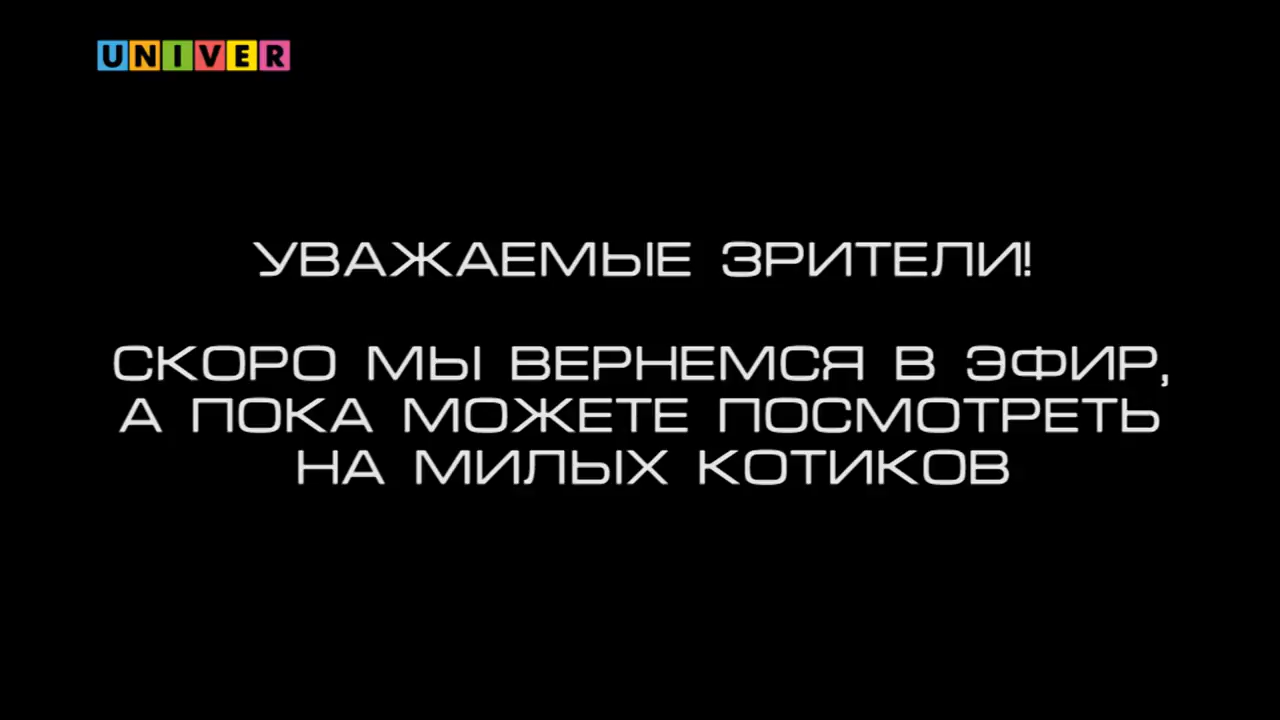 UNIVER
УВАЖАЕМЫЕ ЗРИТЕЛИ!
СКОРО МЫ ВЕРНЕМСЯ В ЭФИР,
А ПОКА МОЖЕТЕ ПОСМОТРЕТЬ
НА МИЛЫХ КОТИКОВ